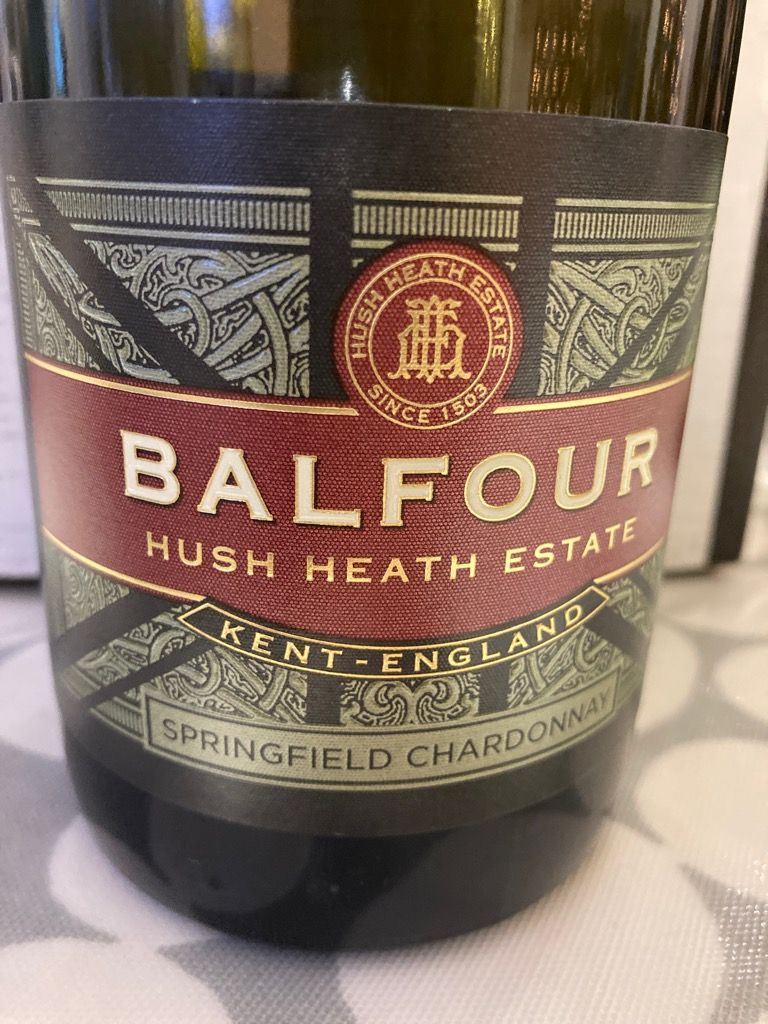 HUSH HEATH ESTATE
SINCE 1503
BALFOUR
HUSH HEATH ESTATE
KENT-ENGLAND
SPRINGFIELD CHARDONNAY